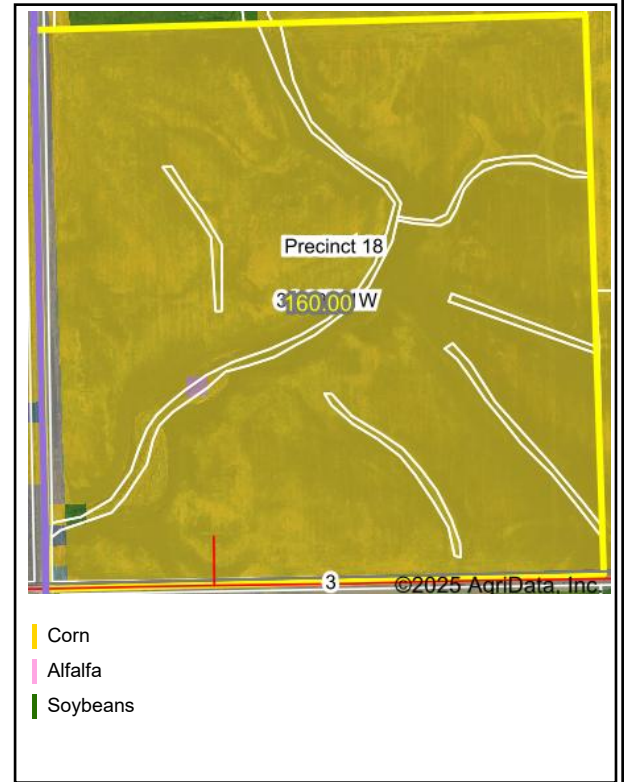 Precinct 18
160.00
3
©2025 AgriData, Inc.
Corn
Alfalfa
Soybeans